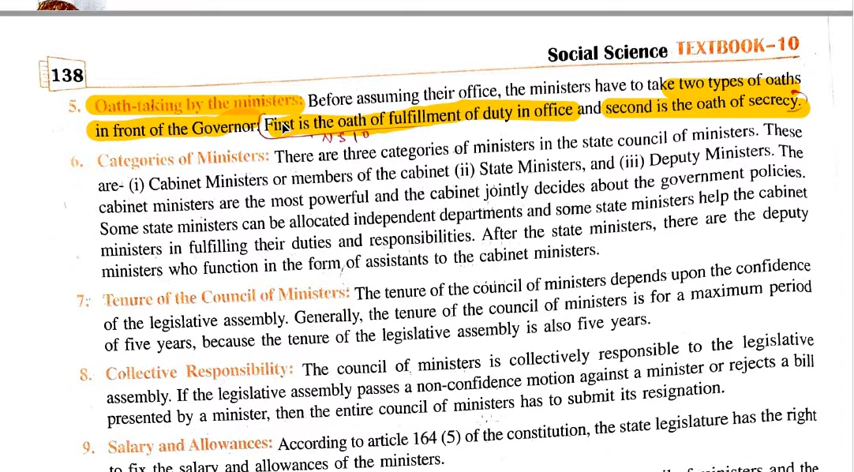 Social Science TEXTBOOK-10
138
5. Oath-taking by the ministers: Before assuming their office, the ministers have to take two types of oaths
in front of the Governor. First is the oath of fulfillment of duty in office and second is the oath of secrecy.
6. Categories of Ministers: There are three categories of ministers in the state council of ministers. These
are- (i) Cabinet Ministers or members of the cabinet (ii) State Ministers, and (iii) Deputy Ministers. The
cabinet ministers are the most powerful and the cabinet jointly decides about the government policies.
Some state ministers can be allocated independent departments and some state ministers help the cabinet
ministers in fulfilling their duties and responsibilities. After the state ministers, there are the deputy
ministers who function in the form of assistants to the cabinet ministers.
7. Tenure of the Council of Ministers: The tenure of the council of ministers depends upon the confidence
of the legislative assembly. Generally, the tenure of the council of ministers is for a maximum period
of five years, because the tenure of the legislative assembly is also five years.
8. Collective Responsibility: The council of ministers is collectively responsible to the legislative
assembly. If the legislative assembly passes a non-confidence motion against a minister or rejects a bill
presented by a minister, then the entire council of ministers has to submit its resignation.
9. Salary and Allowances: According to article 164 (5) of the constitution, the state legislature has the right
to fix the salary and allowances of the ministers.
ministers and the